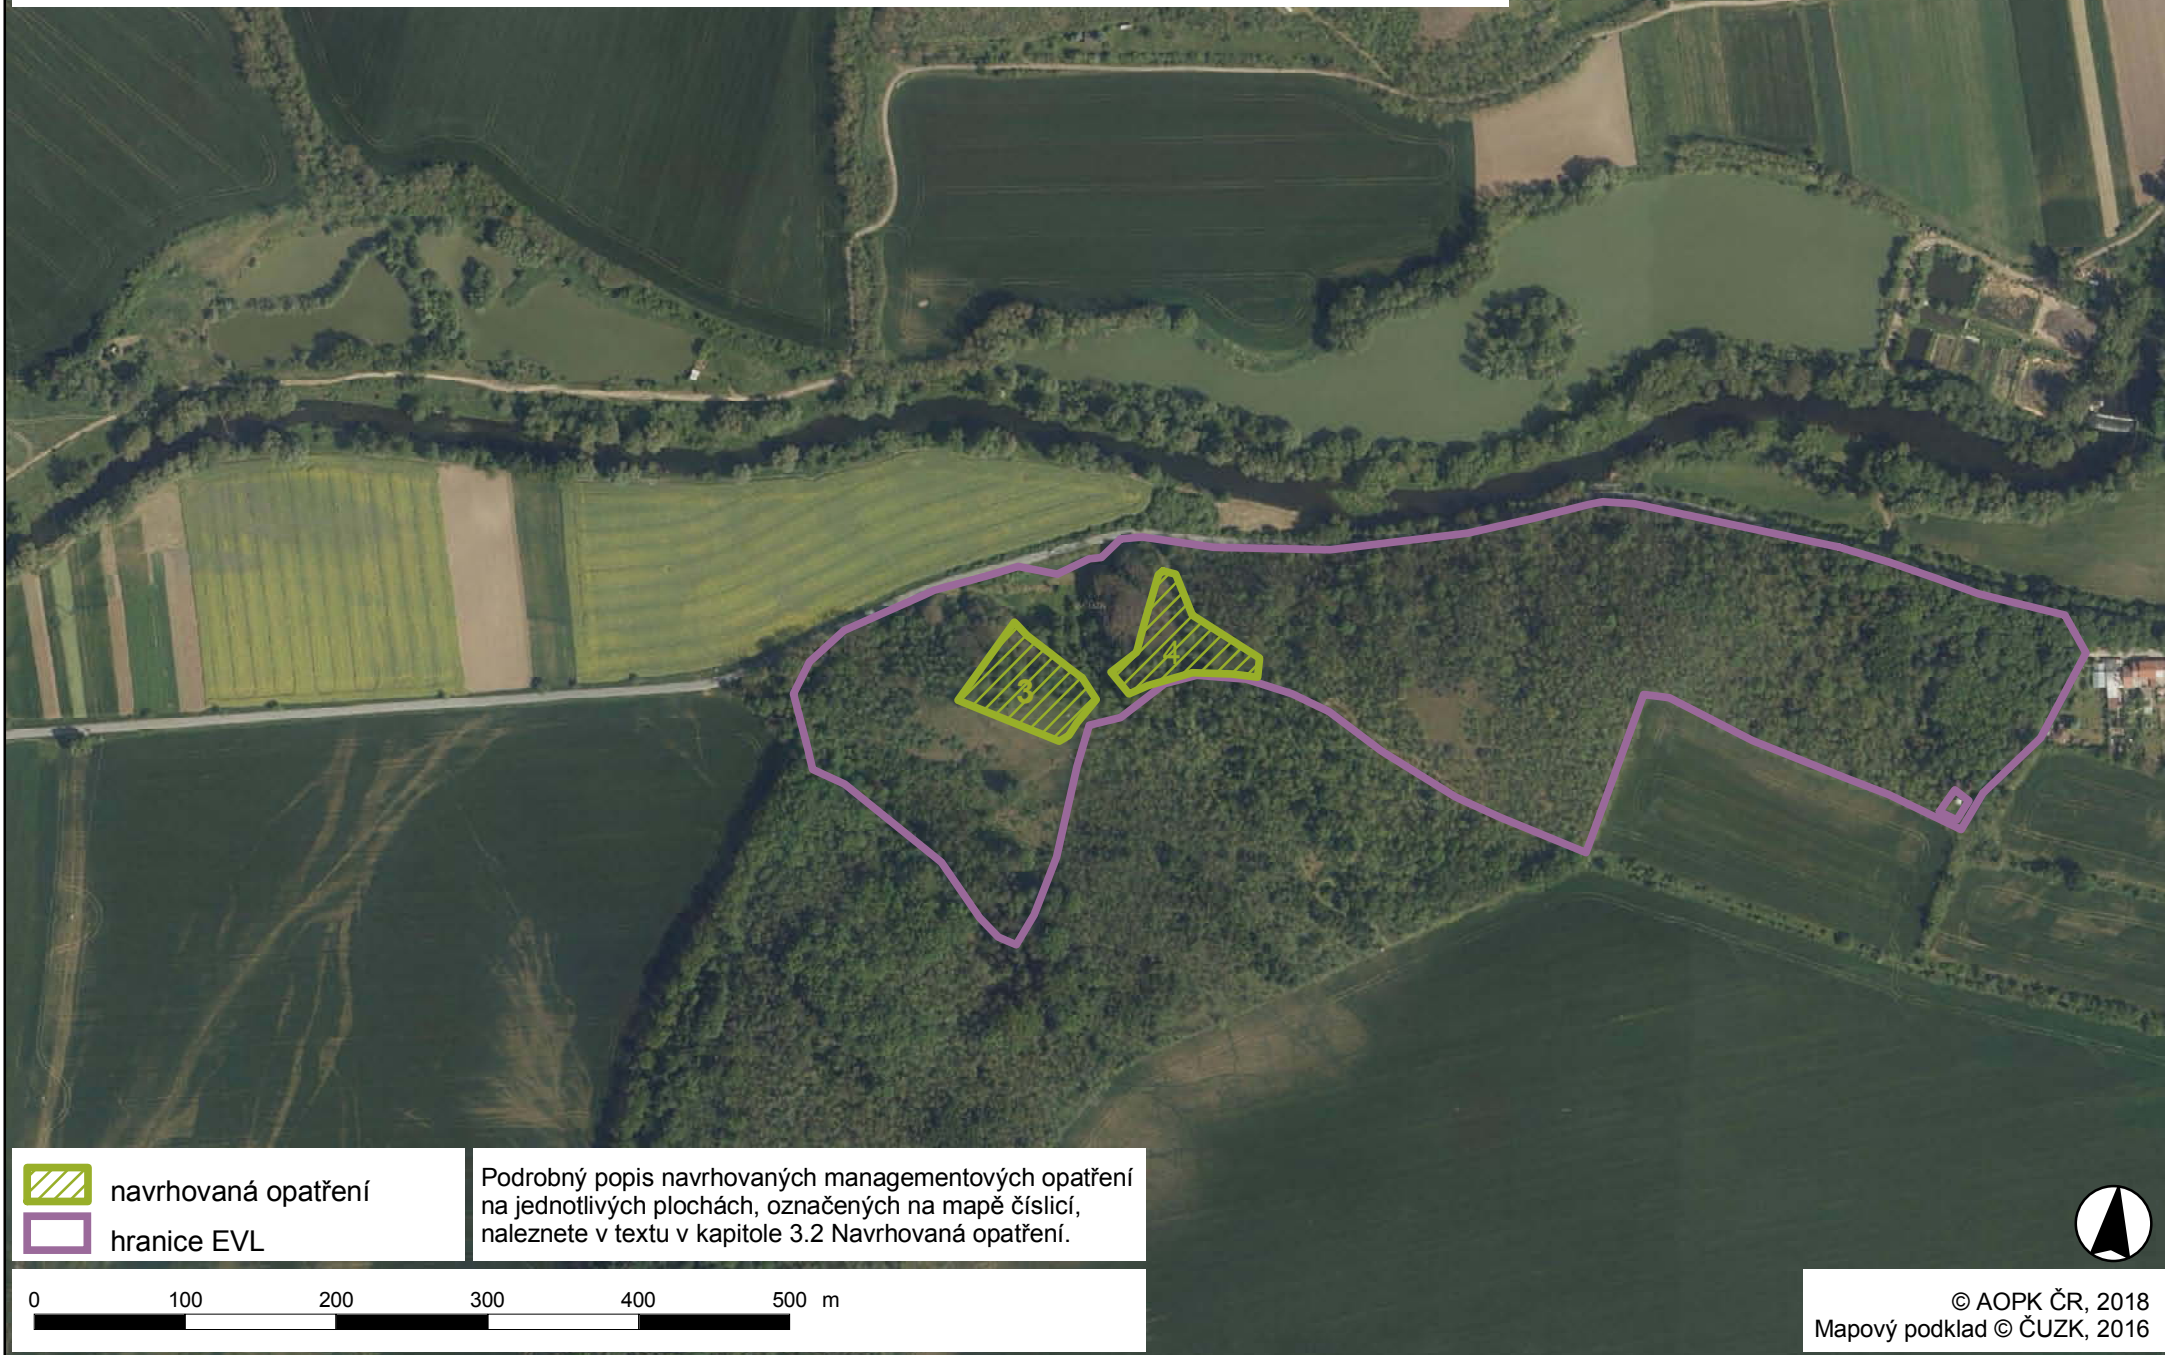 3
4
navrhovaná opatření
hranice EVL
Podrobný popis navrhovaných managementových opatření
na jednotlivých plochách, označených na mapě číslicí,
naleznete v textu v kapitole 3.2 Navrhovaná opatření.
0 100 200 300 400 500 m
© AOPK ČR, 2018
Mapový podklad © ČUZK, 2016